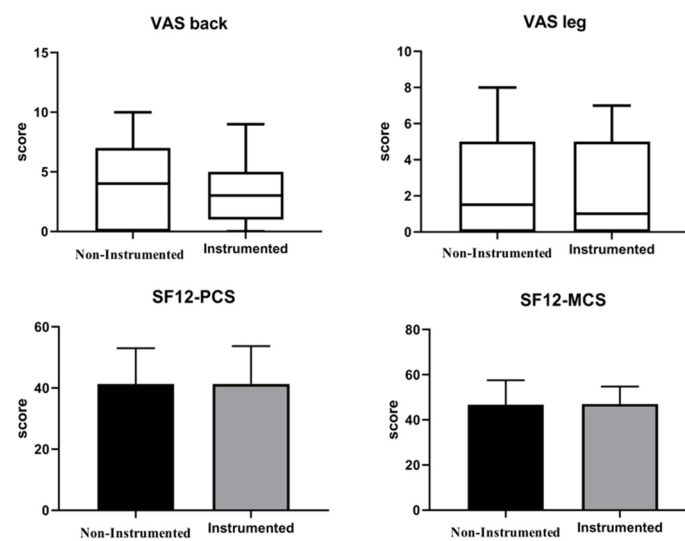 VAS back
score
15
10
5
0
Non-Instrumented
Instrumented
VAS leg
score
10
8
6
4
2
0
Non-Instrumented
Instrumented
SF12-PCS
score
60
40
20
0
Non-Instrumented
Instrumented
SF12-MCS
score
80
60
40
20
0
Non-Instrumented
Instrumented